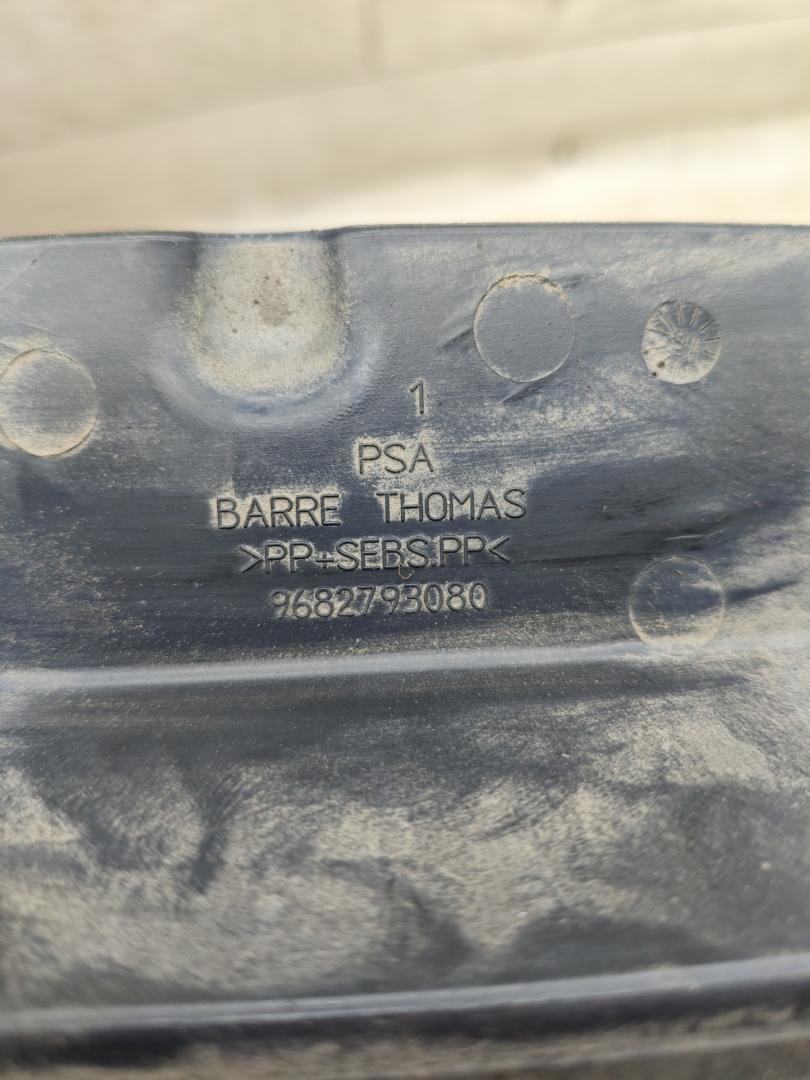 1
PSA
BARRE THOMAS
>PP+SEBS.PP<
9682793080